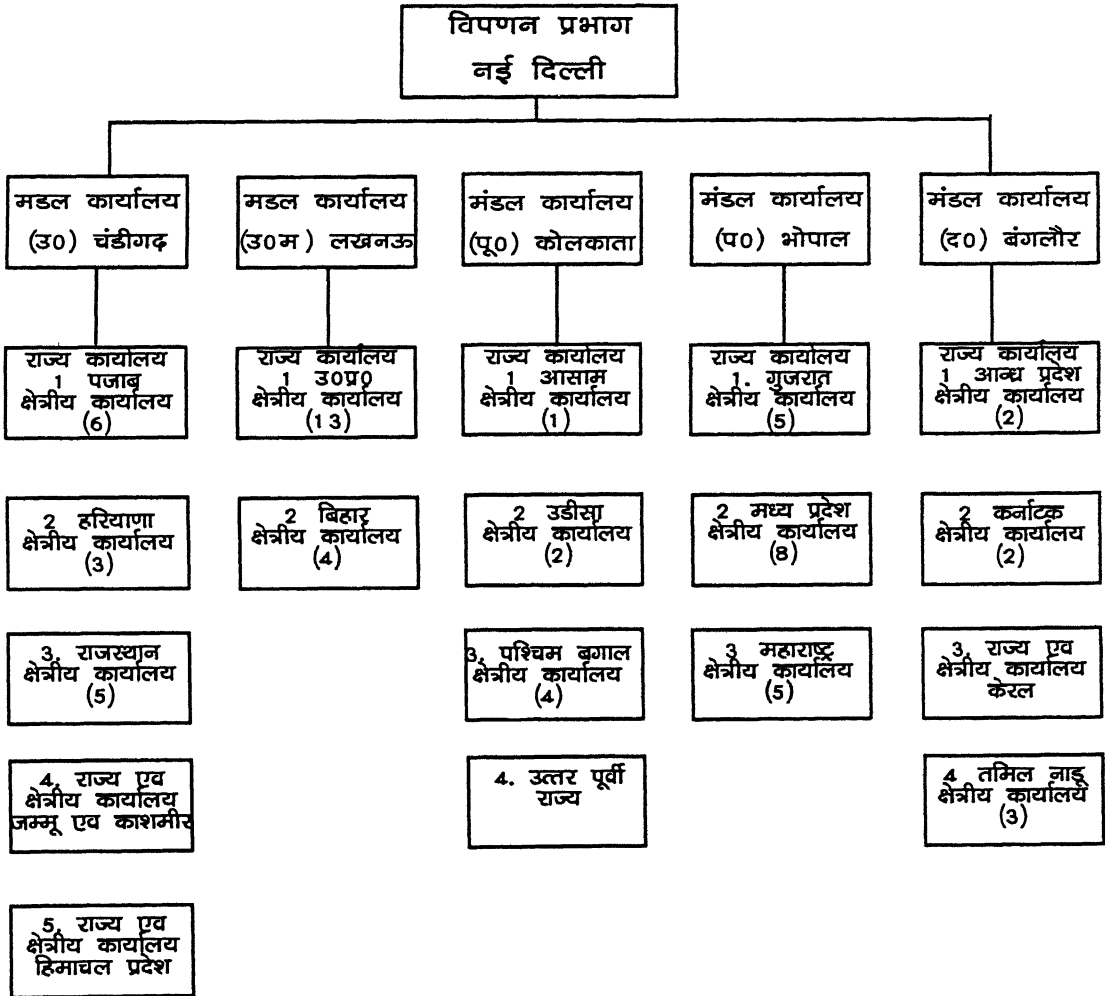 विपणन प्रभाग
नई दिल्ली
मडल कार्यालय
(उ0) चंडीगढ़
मडल कार्यालय
(उ0म ) लखनऊ
मंडल कार्यालय
(पू0) कोलकाता
मंडल कार्यालय
(प0) भोपाल
मंडल कार्यालय
(द0) बंगलौर
राज्य कार्यालय
1 पजाब
क्षेत्रीय कार्यालय
(6)
राज्य कार्यालय
1 उ0प्र0
क्षेत्रीय कार्यालय
(13)
राज्य कार्यालय
1 आसाम
क्षेत्रीय कार्यालय
(1)
राज्य कार्यालय
1. गुजरात
क्षेत्रीय कार्यालय
(5)
राज्य कार्यालय
1 आन्ध्र प्रदेश
क्षेत्रीय कार्यालय
(2)
2 हरियाणा
क्षेत्रीय कार्यालय
(3)
2 बिहार
क्षेत्रीय कार्यालय
(4)
2 उडीसा
क्षेत्रीय कार्यालय
(2)
2 मध्य प्रदेश
क्षेत्रीय कार्यालय
(8)
2 कर्नाटक
क्षेत्रीय कार्यालय
(2)
3. राजस्थान
क्षेत्रीय कार्यालय
(5)
3. पश्चिम बगाल
क्षेत्रीय कार्यालय
(4)
3 महाराष्ट्र
क्षेत्रीय कार्यालय
(5)
3. राज्य एव
क्षेत्रीय कार्यालय
केरल
4. राज्य एव
क्षेत्रीय कार्यालय
जम्मू एव काशमीर
4. उत्तर पूर्वी
राज्य
4 तमिल नाडू
क्षेत्रीय कार्यालय
(3)
5. राज्य एव
क्षेत्रीय कार्यालय
हिमाचल प्रदेश